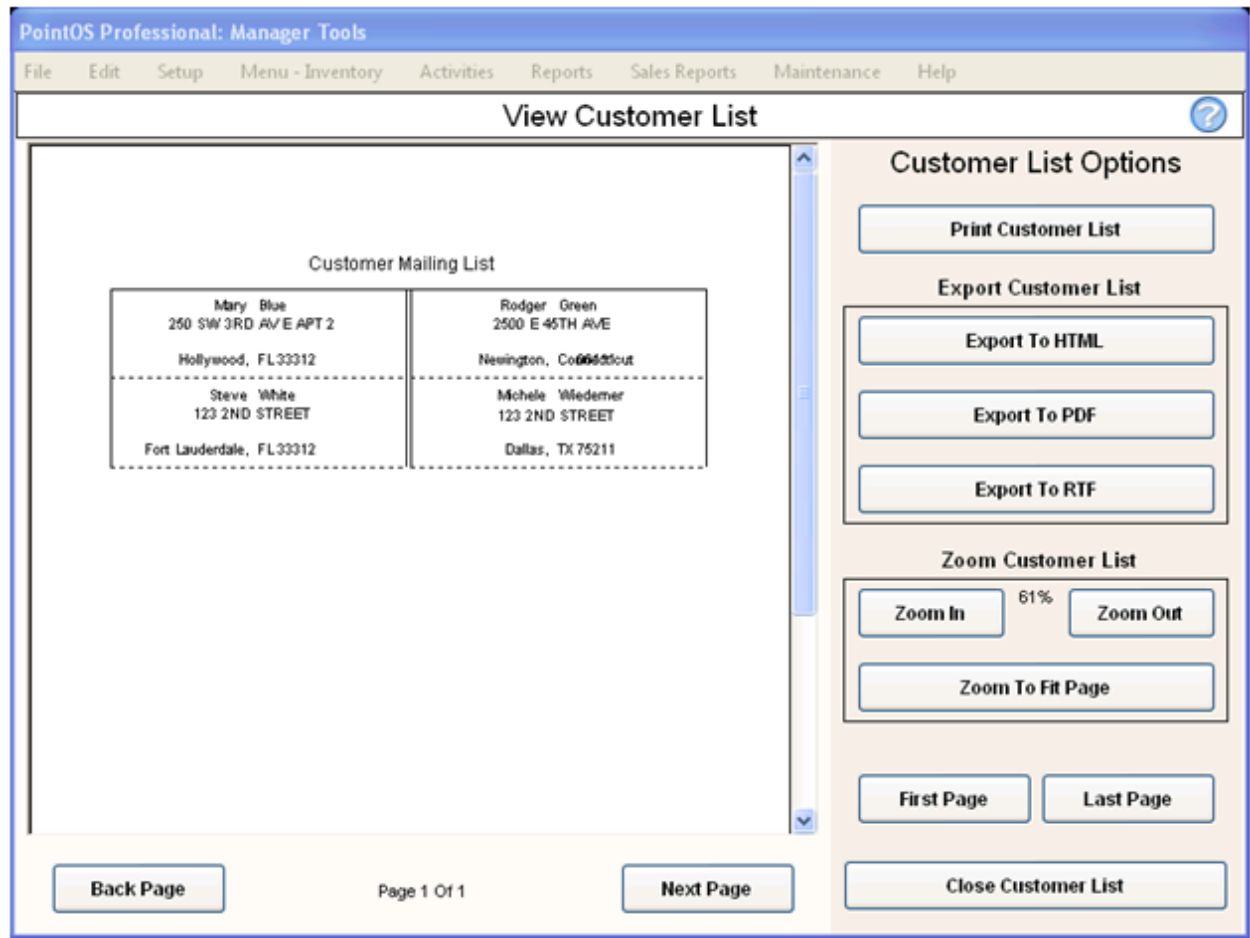 PointOS Professional: Manager Tools
File Edit Setup Menu - Inventory Activities Reports Sales Reports Maintenance Help
View Customer List
Customer Mailing List
Mary Blue
250 SW 3RD AV E APT 2
Hollywood, FL 33312
Rodger Green
2500 E 45TH AVE
Newington,
Steve White
123 2ND STREET
Fort Lauderdale, FL 33312
Michele Wiederner
123 2ND STREET
Dallas, TX 75211
Back Page
Page 1 Of 1
Next Page
Customer List Options
Print Customer List
Export Customer List
Export To HTML
Export To PDF
Export To RTF
Zoom Customer List
Zoom In
61%
Zoom Out
Zoom To Fit Page
First Page
Last Page
Close Customer List